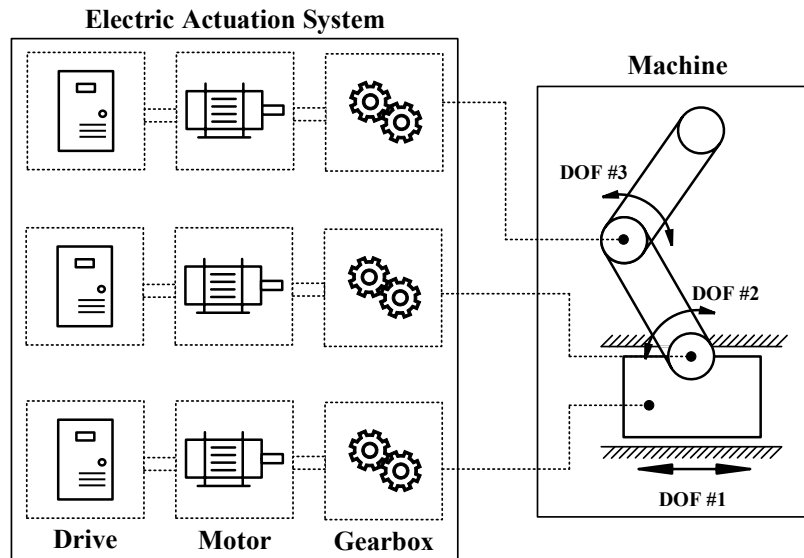 Electric Actuation System
Machine
DOF #3
DOF #2
DOF #1
Drive
Motor
Gearbox